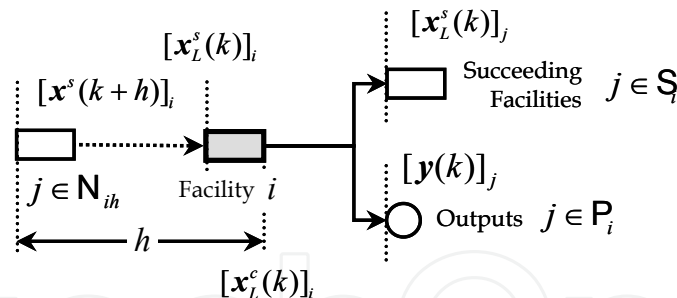 [x_L^s(k)]_i
[x_L^s(k)]_j
[x^s(k+h)]_i
Succeeding
Facilities j ∈ S_i
[y(k)]_j
j ∈ N_ih
Facility i
Outputs j ∈ P_i
h
[x_L^c(k)]_i